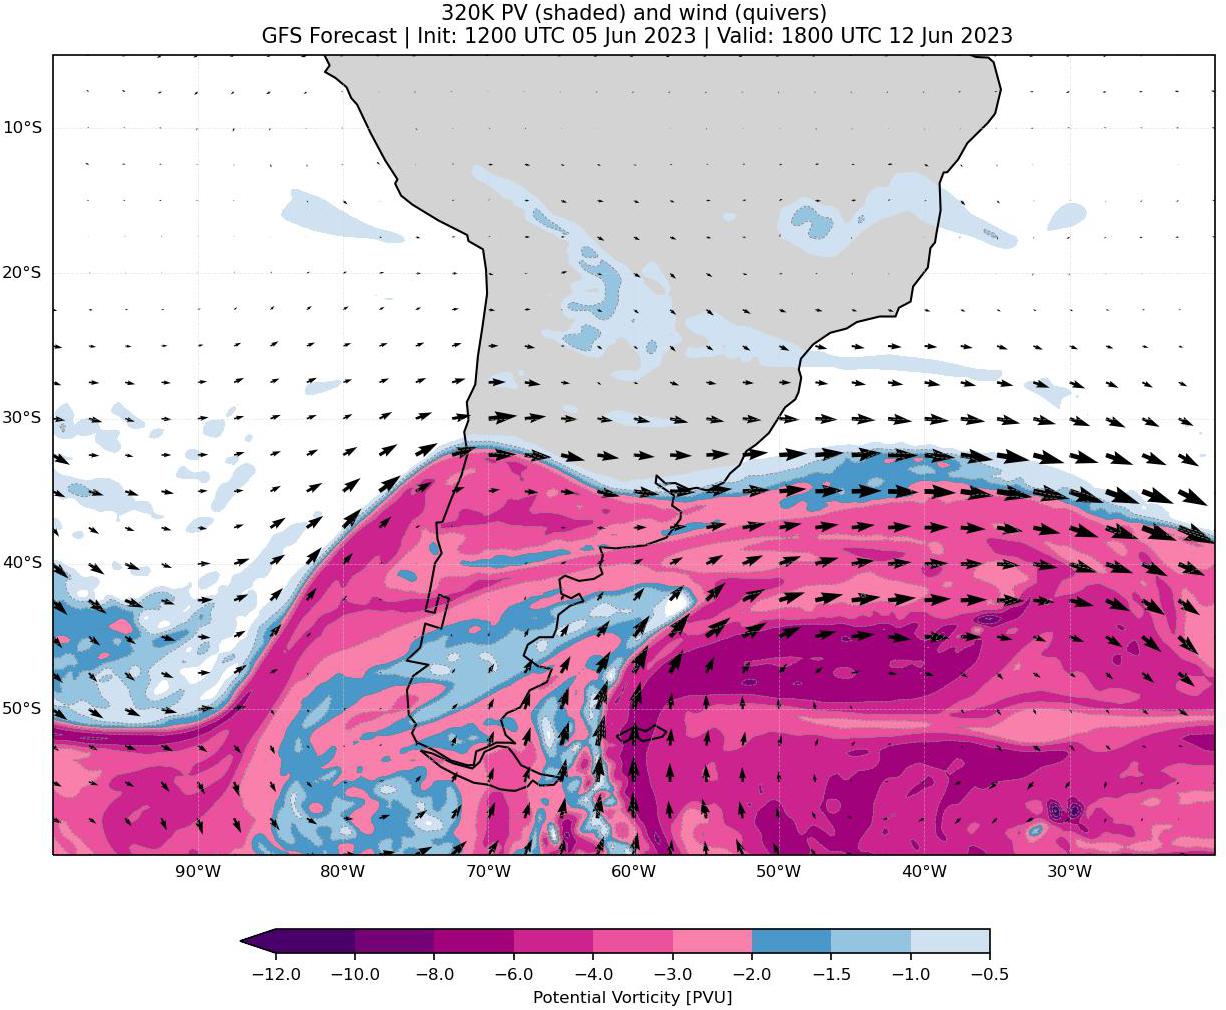 320K PV (shaded) and wind (quivers)
GFS Forecast | Init: 1200 UTC 05 Jun 2023 | Valid: 1800 UTC 12 Jun 2023
10°S
20°S
30°S
40°S
50°S
90°W 80°W 70°W 60°W 50°W 40°W 30°W
−12.0 −10.0 −8.0 −6.0 −4.0 −3.0 −2.0 −1.5 −1.0 −0.5
Potential Vorticity [PVU]